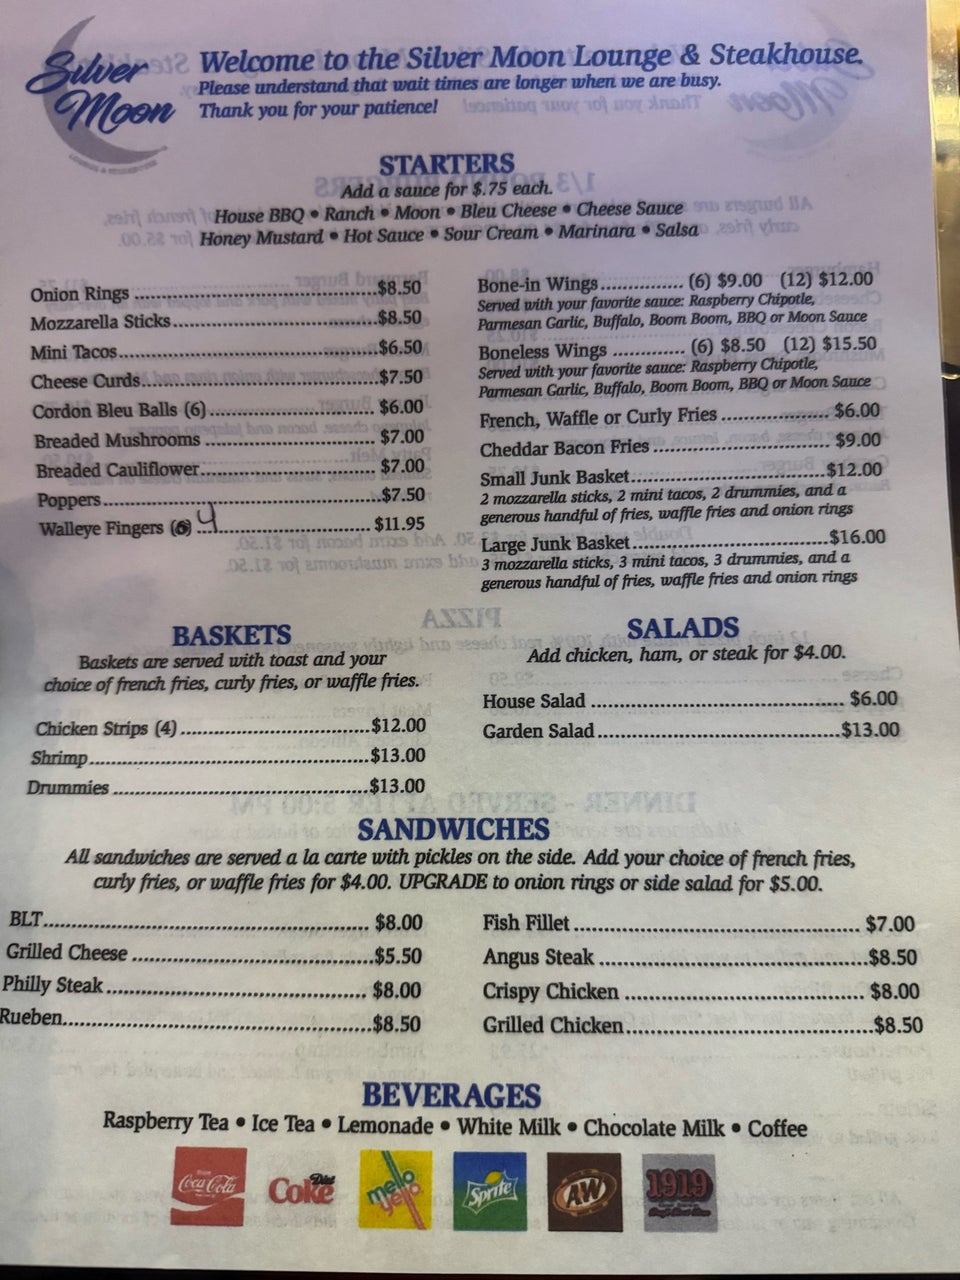 Silver Moon
LOUNGE & STEAKHOUSE
Welcome to the Silver Moon Lounge & Steakhouse.
Please understand that wait times are longer when we are busy.
Thank you for your patience!
STARTERS
Add a sauce for $.75 each.
House BBQ • Ranch • Moon • Bleu Cheese • Cheese Sauce
Honey Mustard • Hot Sauce • Sour Cream • Marinara • Salsa
Onion Rings $8.50
Mozzarella Sticks $8.50
Mini Tacos $6.50
Cheese Curds $7.50
Cordon Bleu Balls (6) $6.00
Breaded Mushrooms $7.00
Breaded Cauliflower $7.00
Poppers $7.50
Walleye Fingers (6) 4 $11.95
Bone-in Wings (6) $9.00 (12) $12.00
Served with your favorite sauce: Raspberry Chipotle,
Parmesan Garlic, Buffalo, Boom Boom, BBQ or Moon Sauce
Boneless Wings (6) $8.50 (12) $15.50
Served with your favorite sauce: Raspberry Chipotle,
Parmesan Garlic, Buffalo, Boom Boom, BBQ or Moon Sauce
French, Waffle or Curly Fries $6.00
Cheddar Bacon Fries $9.00
Small Junk Basket $12.00
2 mozzarella sticks, 2 mini tacos, 2 drummies, and a
generous handful of fries, waffle fries and onion rings
Large Junk Basket $16.00
3 mozzarella sticks, 3 mini tacos, 3 drummies, and a
generous handful of fries, waffle fries and onion rings
BASKETS
Baskets are served with toast and your
choice of french fries, curly fries, or waffle fries.
Chicken Strips (4) $12.00
Shrimp $13.00
Drummies $13.00
SALADS
Add chicken, ham, or steak for $4.00.
House Salad $6.00
Garden Salad $13.00
SANDWICHES
All sandwiches are served a la carte with pickles on the side. Add your choice of french fries,
curly fries, or waffle fries for $4.00. UPGRADE to onion rings or side salad for $5.00.
BLT $8.00
Grilled Cheese $5.50
Philly Steak $8.00
Rueben $8.50
Fish Fillet $7.00
Angus Steak $8.50
Crispy Chicken $8.00
Grilled Chicken $8.50
BEVERAGES
Raspberry Tea • Ice Tea • Lemonade • White Milk • Chocolate Milk • Coffee
Coca-Cola
Diet Coke
mello yello
Sprite
A&W
1919